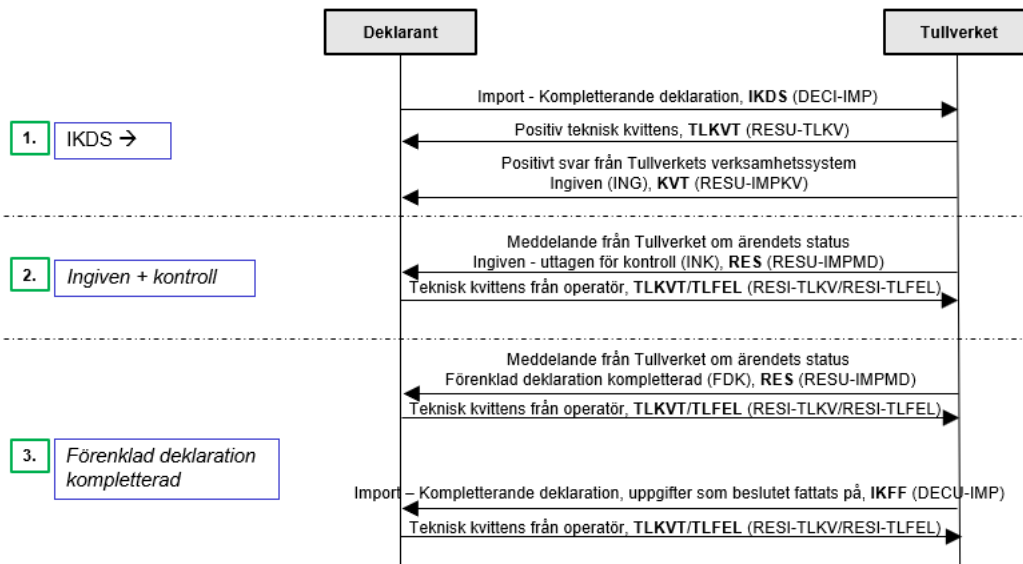 Deklarant
Tullverket
Import - Kompletterande deklaration, IKDS (DECI-IMP)
1.
IKDS →
Positiv teknisk kvittens, TLKVT (RESU-TLKV)
Positivt svar från Tullverkets verksamhetssystem
Ingiven (ING), KVT (RESU-IMPKV)
2.
Ingiven + kontroll
Meddelande från Tullverket om ärendets status
Ingiven - uttagen för kontroll (INK), RES (RESU-IMPMD)
Teknisk kvittens från operatör, TLKVT/TLFEL (RESI-TLKV/RESI-TLFEL)
Meddelande från Tullverket om ärendets status
Förenklad deklaration kompletterad (FDK), RES (RESU-IMPMD)
Teknisk kvittens från operatör, TLKVT/TLFEL (RESI-TLKV/RESI-TLFEL)
3.
Förenklad deklaration
kompletterad
Import – Kompletterande deklaration, uppgifter som beslutet fattats på, IKFF (DECU-IMP)
Teknisk kvittens från operatör, TLKVT/TLFEL (RESI-TLKV/RESI-TLFEL)